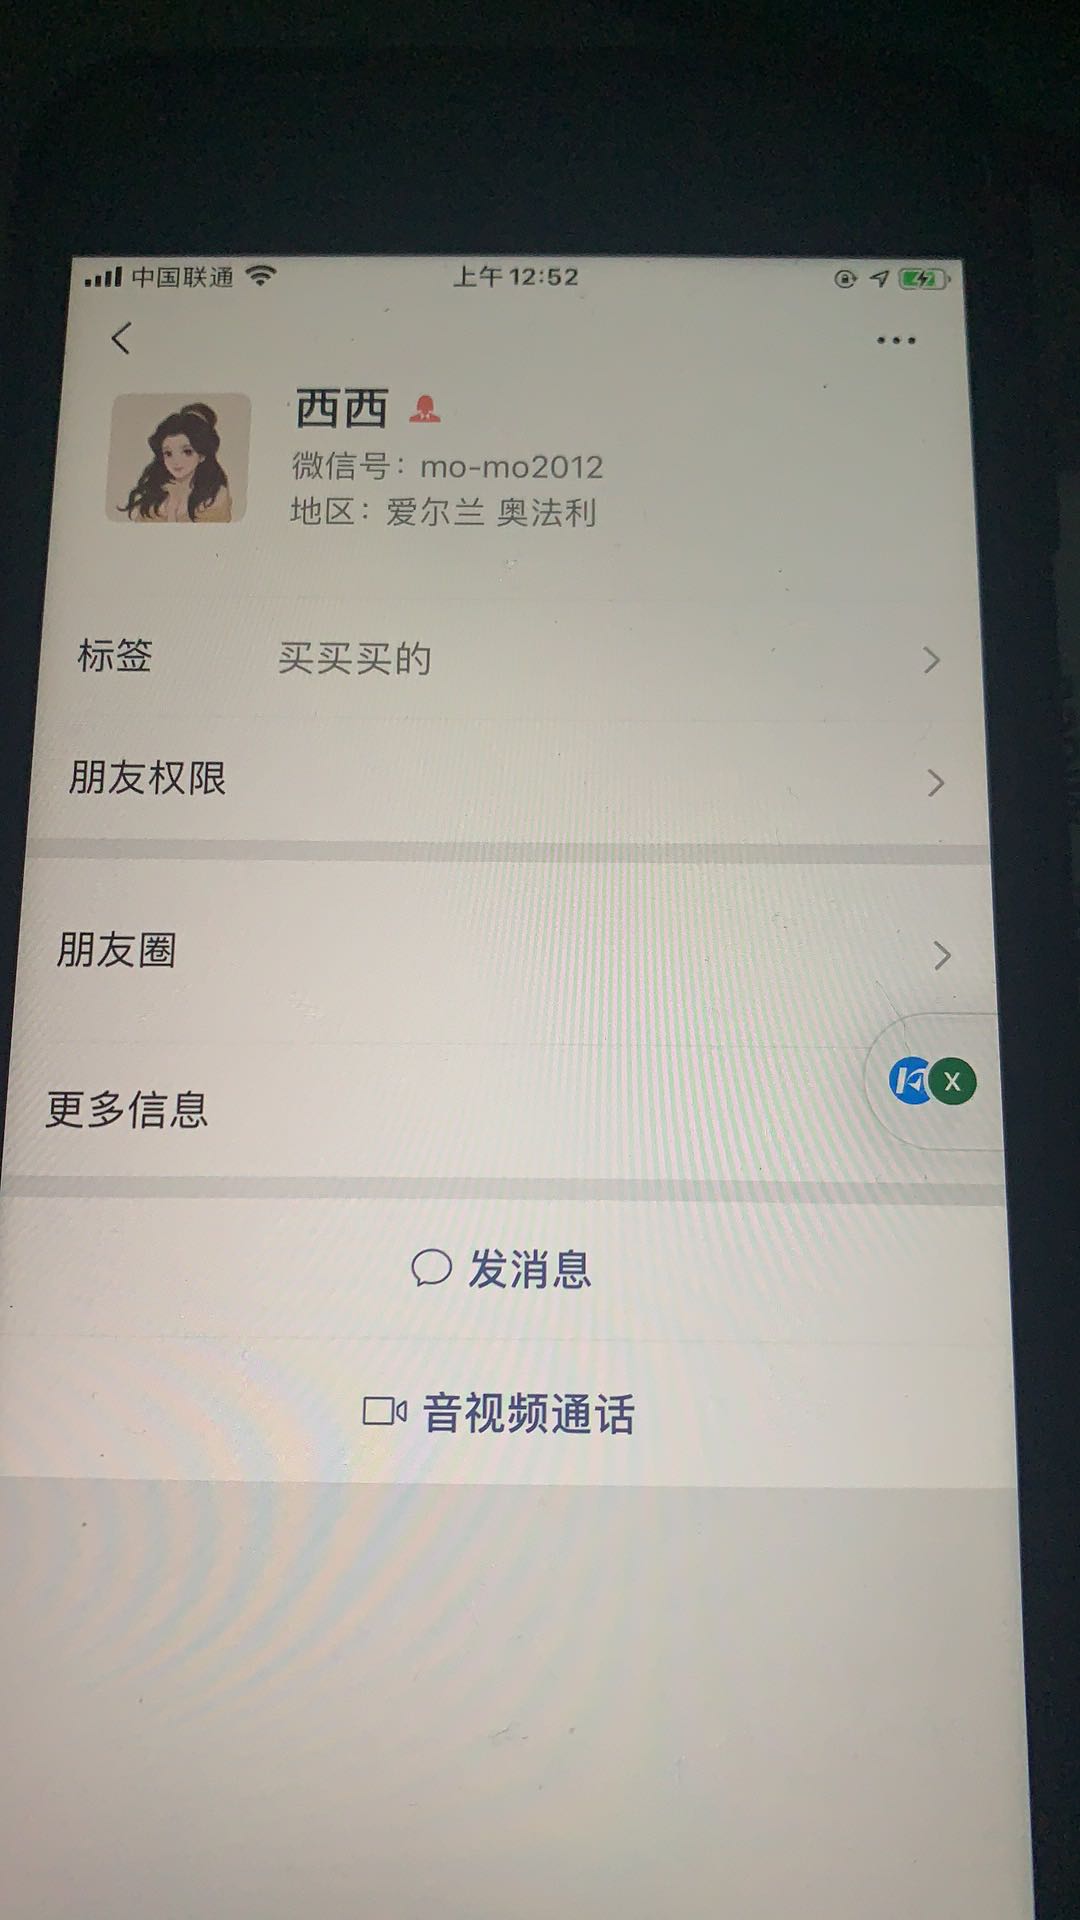 中国联通
上午12:52
西西
微信号：mo-mo2012
地区：爱尔兰 奥法利
标签 买买买的
朋友权限
朋友圈
X
更多信息
发消息
音视频通话